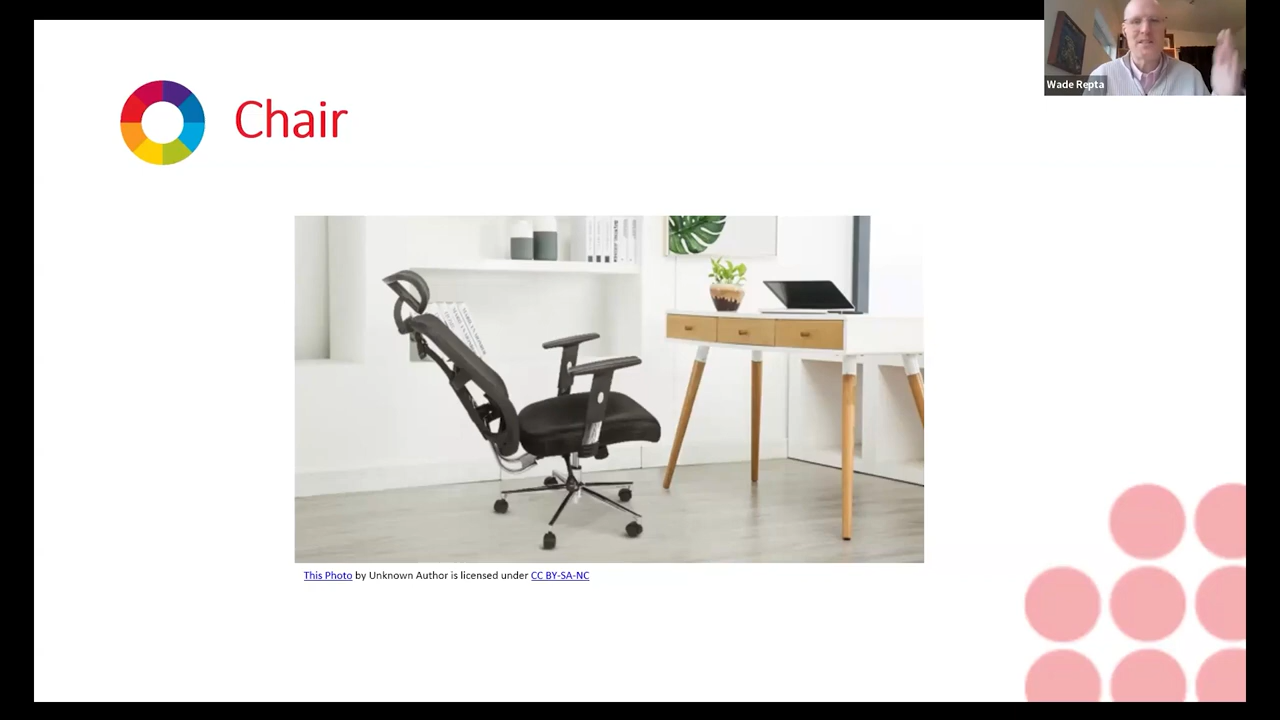 Wade Repta
Chair
This Photo by Unknown Author is licensed under CC BY-SA-NC